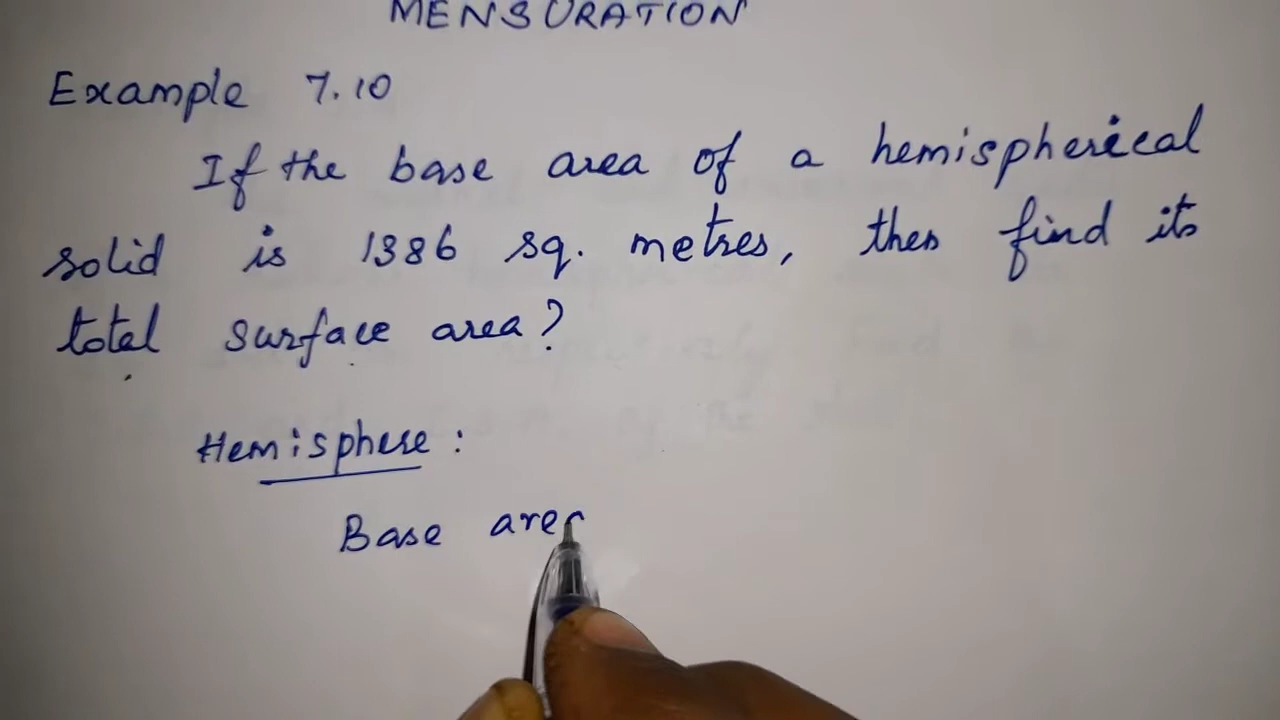 MENSURATION
Example 7.10
If the base area of a hemispherical
solid is 1386 sq. metres, then find its
total surface area?
Hemisphere :
Base area